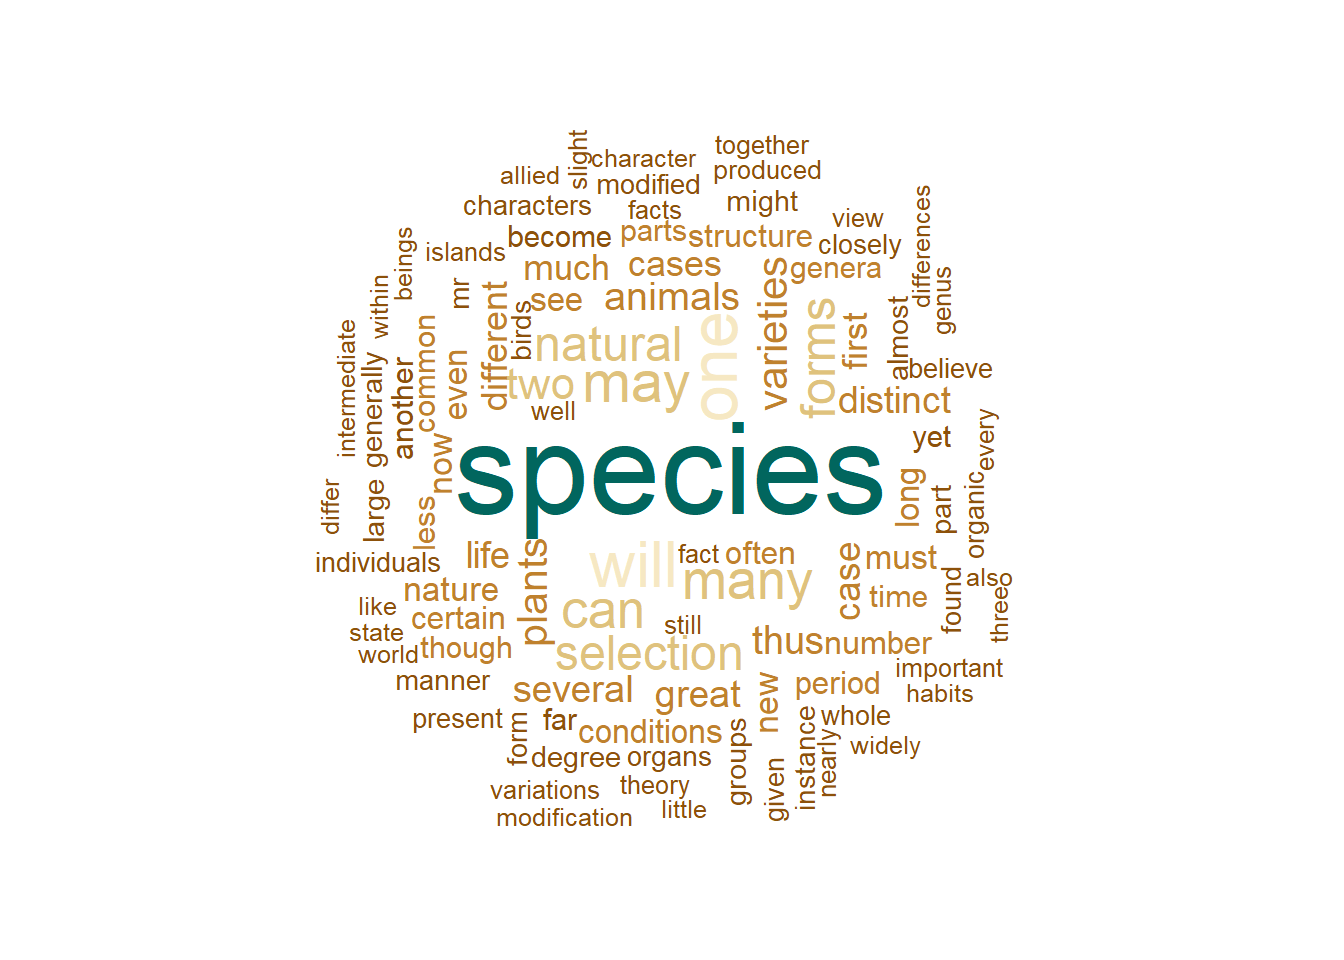 together
slight
character
produced
allied
modified
characters
facts
might
view
differences
become
parts
structure
closely
beings
islands
much
cases
genera
genus
within
mr
different
see
animals
varieties
forms
first
almost
birds
natural
one
intermediate
generally
another
common
even
two
may
believe
well
distinct
yet
every
now
species
long
part
organic
differ
large
less
individuals
life
plants
will
fact
often
many
case
must
found
also
three
nature
can
time
like
certain
still
state
world
though
selection
thus
number
important
manner
several
great
new
period
habits
present
form
far
conditions
groups
instance
whole
nearly
widely
degree
organs
given
variations
theory
modification
little